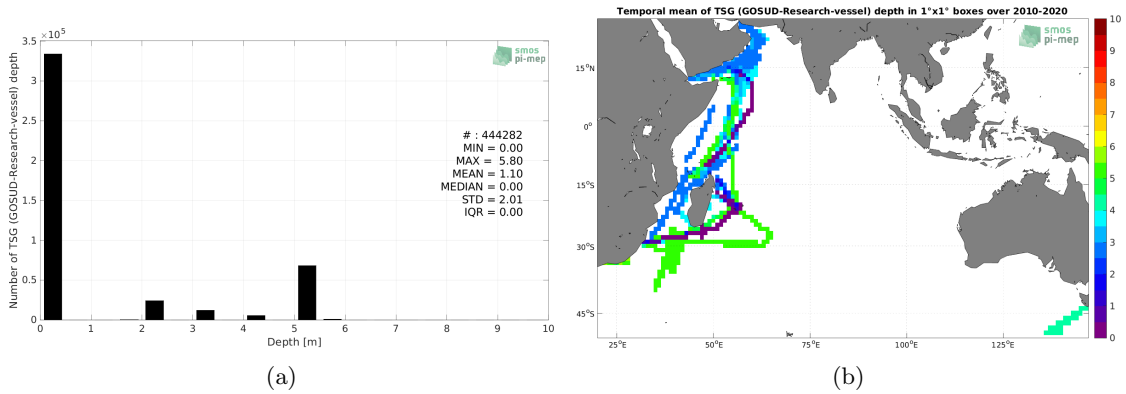 ×10⁵
3.5
3
2.5
2
1.5
1
0.5
0
Number of TSG (GOSUD-Research-vessel) depth
smos
pi-mep
# : 444282
MIN = 0.00
MAX = 5.80
MEAN = 1.10
MEDIAN = 0.00
STD = 2.01
IQR = 0.00
0 1 2 3 4 5 6 7 8 9 10
Depth [m]
(a)
Temporal mean of TSG (GOSUD-Research-vessel) depth in 1°x1° boxes over 2010-2020
smos
pi-mep
15°N
0°
15°S
30°S
45°S
25°E 50°E 75°E 100°E 125°E
10
9
8
7
6
5
4
3
2
1
0
(b)